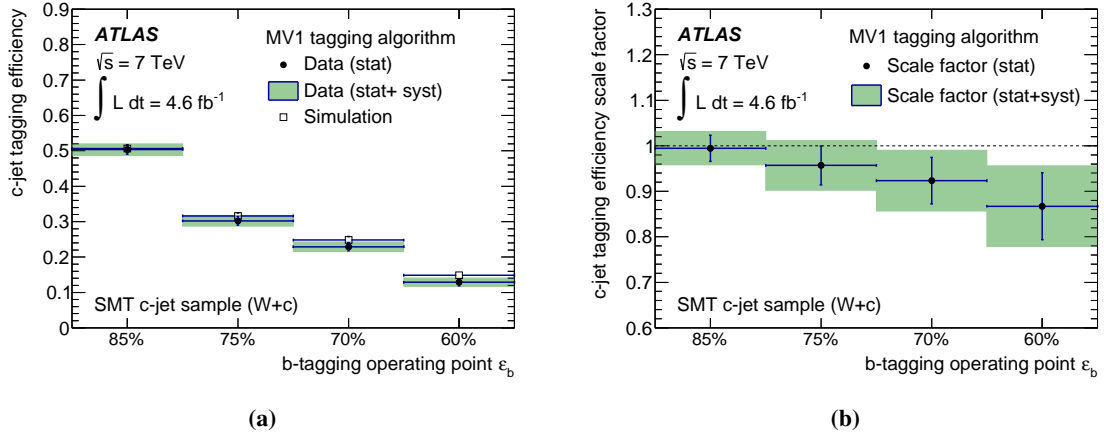 c-jet tagging efficiency
0.9
0.8
0.7
0.6
0.5
0.4
0.3
0.2
0.1
0
ATLAS
√s = 7 TeV
∫ L dt = 4.6 fb⁻¹
MV1 tagging algorithm
Data (stat)
Data (stat+ syst)
Simulation
SMT c-jet sample (W+c)
85% 75% 70% 60%
b-tagging operating point ε_b
(a)
c-jet tagging efficiency scale factor
1.3
1.2
1.1
1
0.9
0.8
0.7
0.6
ATLAS
√s = 7 TeV
∫ L dt = 4.6 fb⁻¹
MV1 tagging algorithm
Scale factor (stat)
Scale factor (stat+syst)
SMT c-jet sample (W+c)
85% 75% 70% 60%
b-tagging operating point ε_b
(b)